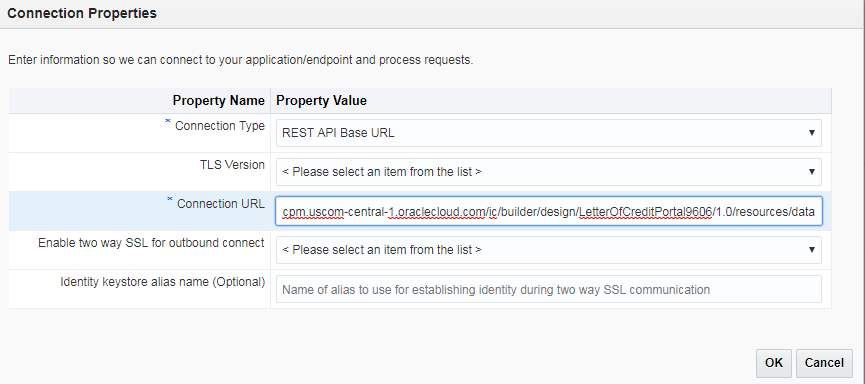 Connection Properties
Enter information so we can connect to your application/endpoint and process requests.
Property Name Property Value
* Connection Type REST API Base URL
TLS Version < Please select an item from the list >
* Connection URL cpm.uscom-central-1.oraclecloud.com/ic/builder/design/LetterOfCreditPortal9606/1.0/resources/data
Enable two way SSL for outbound connect < Please select an item from the list >
Identity keystore alias name (Optional) Name of alias to use for establishing identity during two way SSL communication
OK Cancel